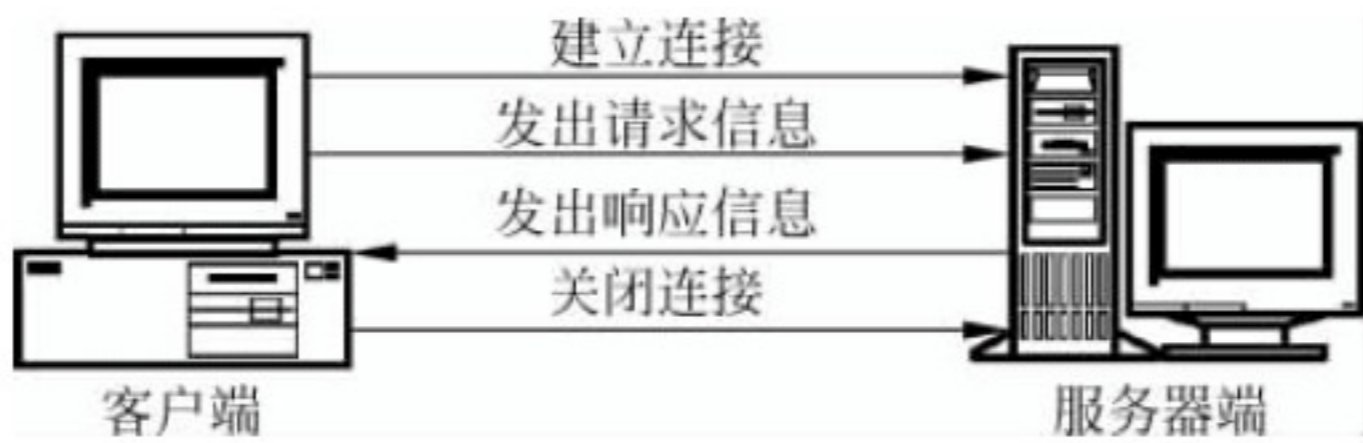 建立连接
发出请求信息
发出响应信息
关闭连接
客户端
服务器端